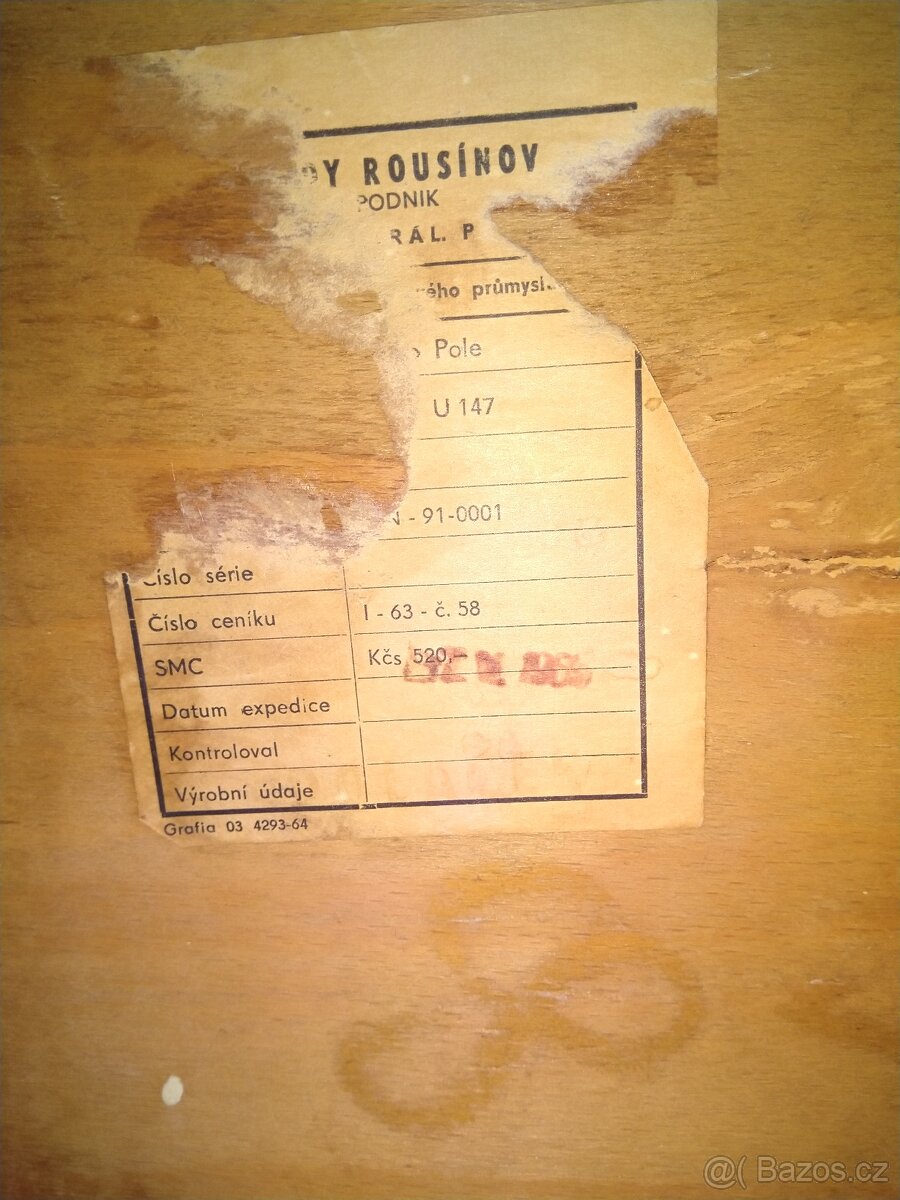 ROUSÍNOV
PODNIK
RÁL. P
ého průmysl
Pole
U 147
N - 91-0001
Číslo série
Číslo ceníku I - 63 - č. 58
SMC Kčs 520,-
Datum expedice
Kontroloval
Výrobní údaje
Grafia 03 4293-64
@( Bazos.cz